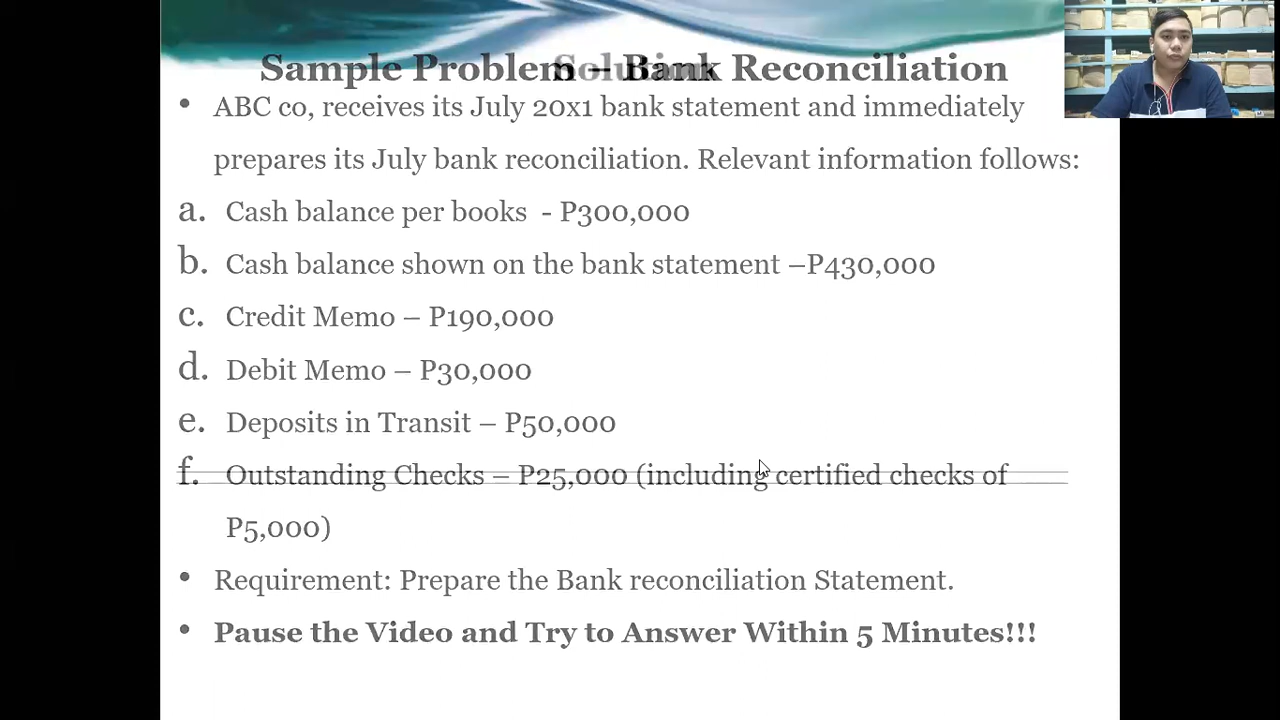 Sample Problem – Bank Reconciliation
Solution
• ABC co, receives its July 20x1 bank statement and immediately
prepares its July bank reconciliation. Relevant information follows:
a. Cash balance per books - P300,000
b. Cash balance shown on the bank statement –P430,000
c. Credit Memo – P190,000
d. Debit Memo – P30,000
e. Deposits in Transit – P50,000
f. Outstanding Checks – P25,000 (including certified checks of
P5,000)
• Requirement: Prepare the Bank reconciliation Statement.
• Pause the Video and Try to Answer Within 5 Minutes!!!